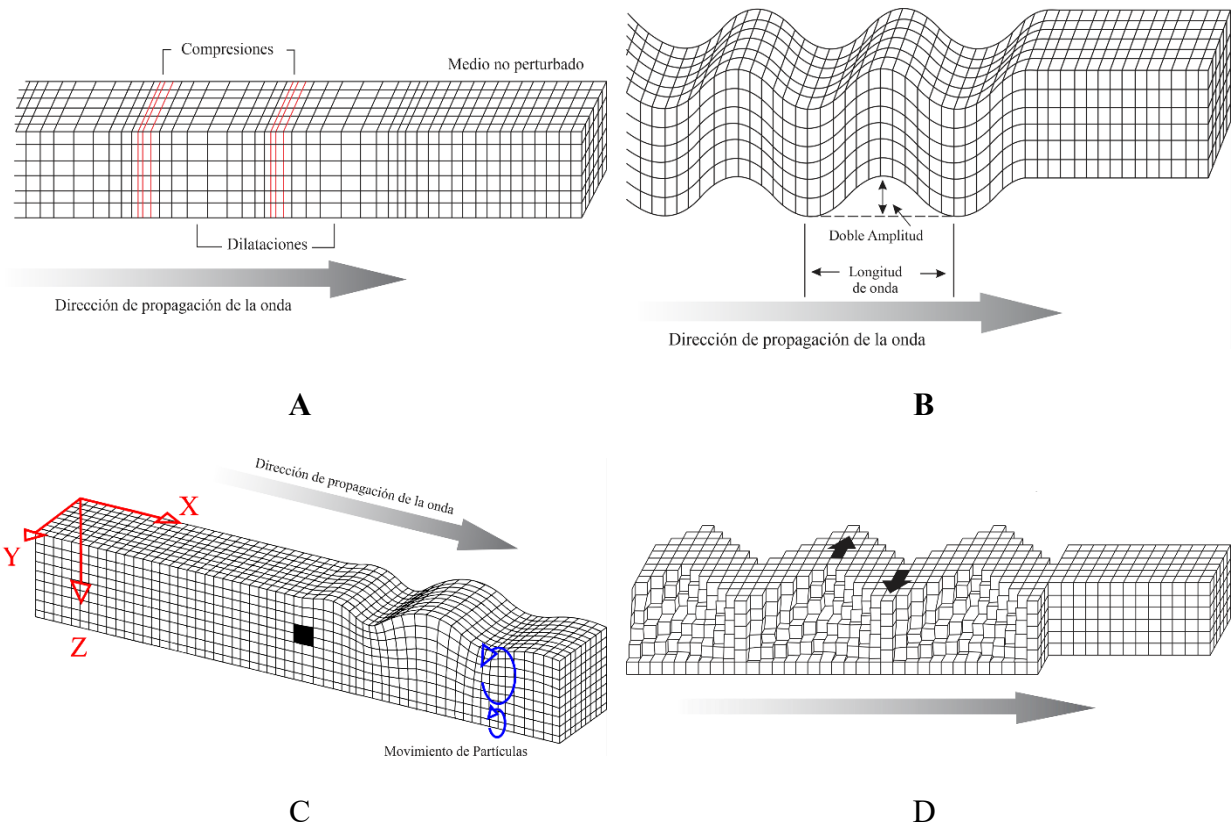 Compresiones
Medio no perturbado
Dilataciones
Dirección de propagación de la onda
A
Doble Amplitud
Longitud
de onda
Dirección de propagación de la onda
B
Dirección de propagación de la onda
X
Y
Z
Movimiento de Partículas
C
D